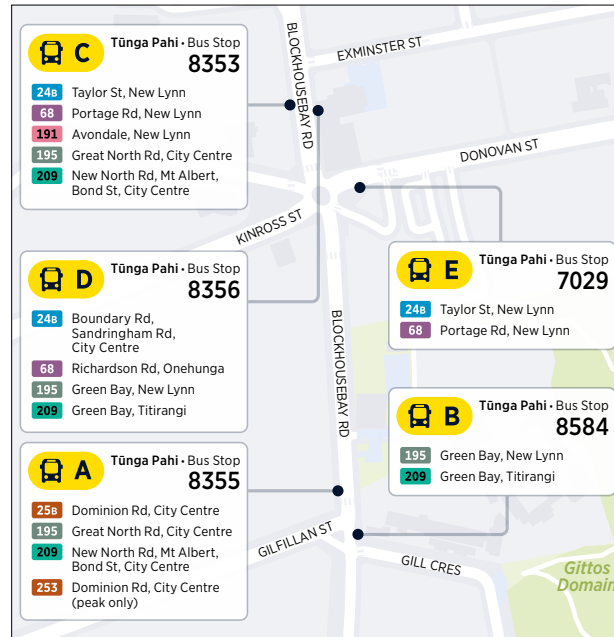 C
Tūnga Pahi • Bus Stop
8353
24B Taylor St, New Lynn
68 Portage Rd, New Lynn
191 Avondale, New Lynn
195 Great North Rd, City Centre
209 New North Rd, Mt Albert,
Bond St, City Centre
D
Tūnga Pahi • Bus Stop
8356
24B Boundary Rd,
Sandringham Rd,
City Centre
68 Richardson Rd, Onehunga
195 Green Bay, New Lynn
209 Green Bay, Titirangi
A
Tūnga Pahi • Bus Stop
8355
25B Dominion Rd, City Centre
195 Great North Rd, City Centre
209 New North Rd, Mt Albert,
Bond St, City Centre
253 Dominion Rd, City Centre
(peak only)
E
Tūnga Pahi • Bus Stop
7029
24B Taylor St, New Lynn
68 Portage Rd, New Lynn
B
Tūnga Pahi • Bus Stop
8584
195 Green Bay, New Lynn
209 Green Bay, Titirangi
BLOCKHOUSEBAY RD
EXMINSTER ST
DONOVAN ST
KINROSS ST
BLOCKHOUSEBAY RD
GILFILLAN ST
GILL CRES
Gittos
Domain